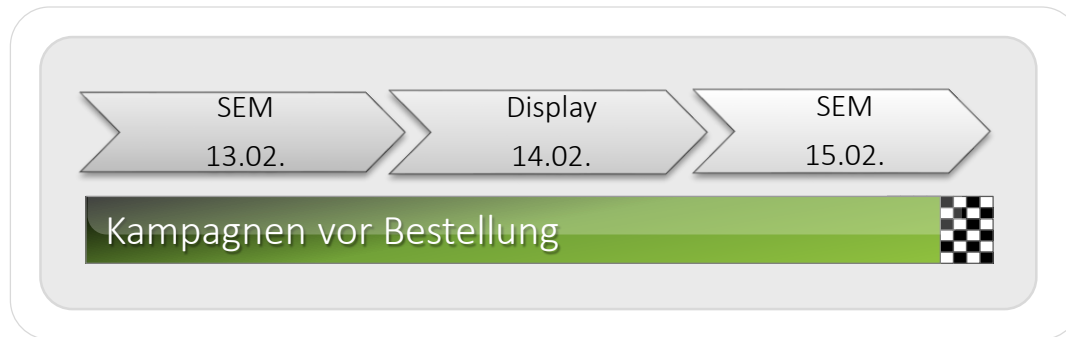 SEM
13.02.
Display
14.02.
SEM
15.02.
Kampagnen vor Bestellung